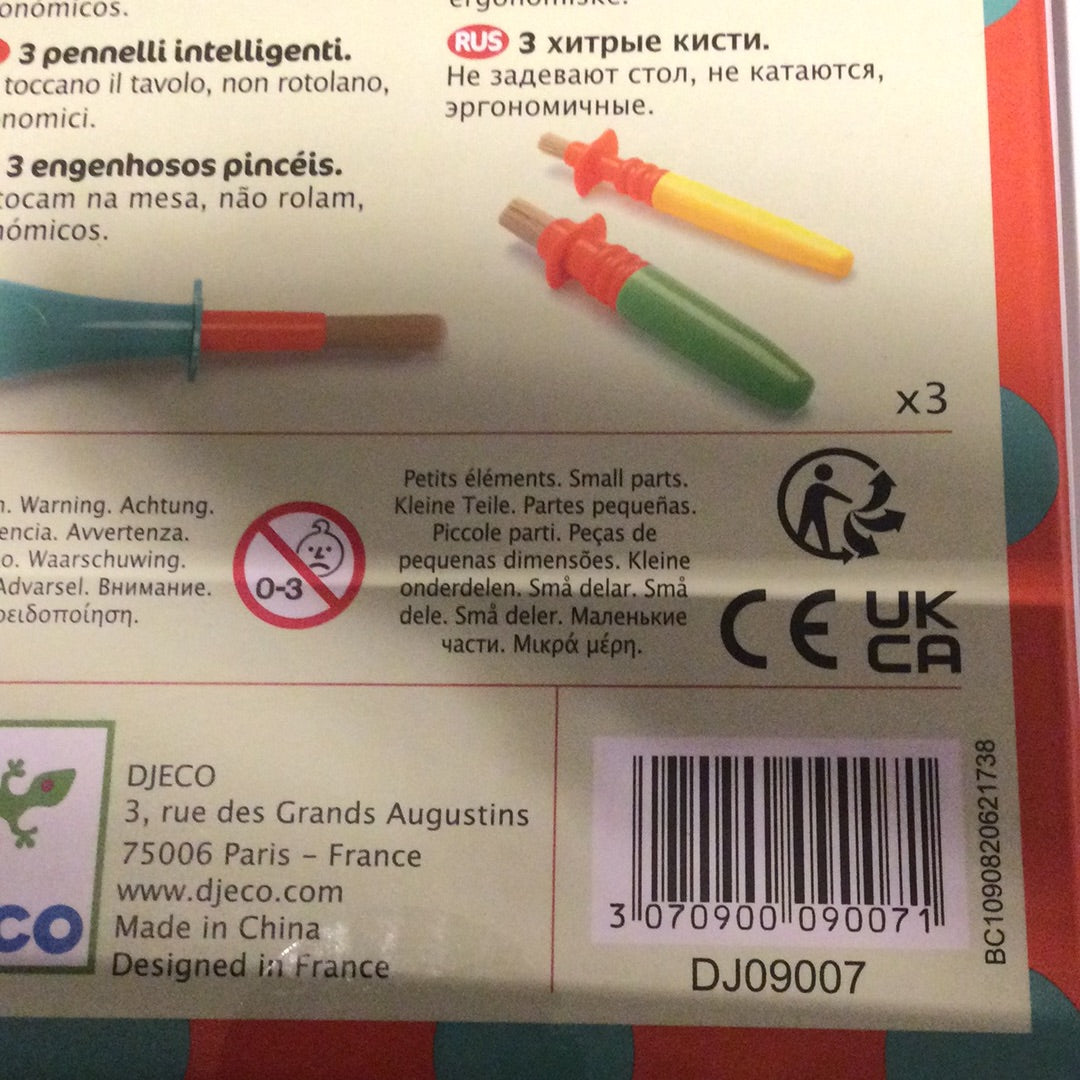 onómicos.
3 pennelli intelligenti.
toccano il tavolo, non rotolano,
nomici.
3 engenhosos pincéis.
tocam na mesa, não rolam,
nómicos.
ergonomiske.
RUS 3 хитрые кисти.
Не задевают стол, не катаются,
эргономичные.
x3
n. Warning. Achtung.
encia. Avvertenza.
o. Waarschuwing.
Advarsel. Внимание.
οειδοποίηση.
0-3
Petits éléments. Small parts.
Kleine Teile. Partes pequeñas.
Piccole parti. Peças de
pequenas dimensões. Kleine
onderdelen. Små delar. Små
dele. Små deler. Маленькие
части. Μικρά μέρη.
CE
UK
CA
CO
DJECO
3, rue des Grands Augustins
75006 Paris – France
www.djeco.com
Made in China
Designed in France
3 070900 090071
DJ09007
BC1090820621738